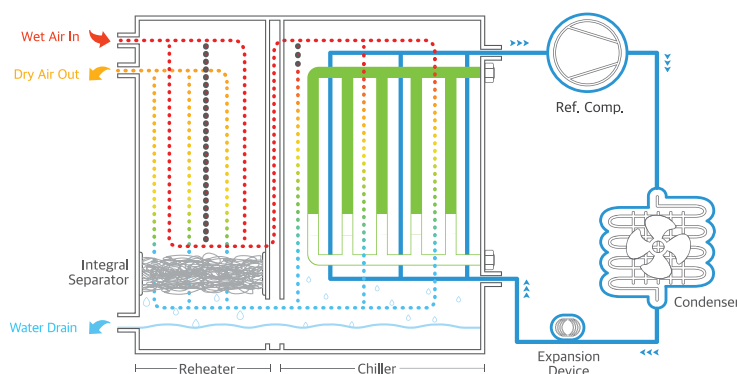 Wet Air In
Dry Air Out
Ref. Comp.
Integral
Separator
Condenser
Water Drain
Expansion
Device
Reheater
Chiller